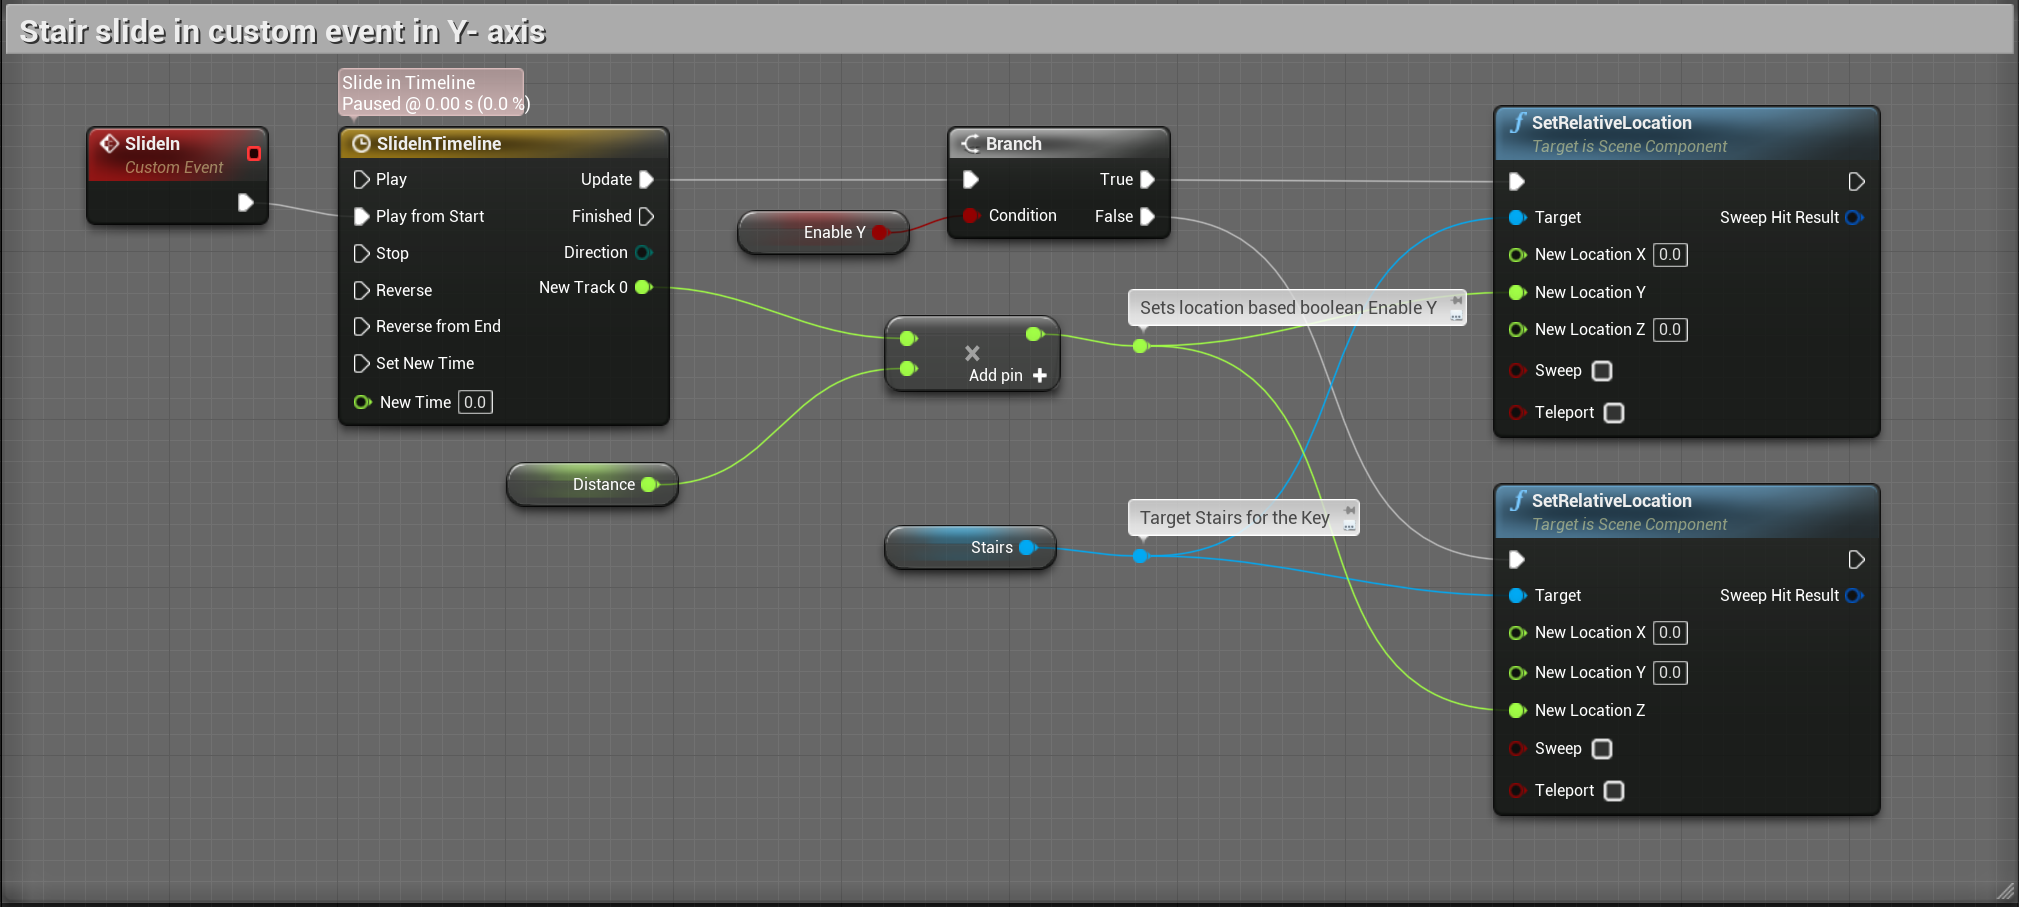 Stair slide in custom event in Y- axis
Slide in Timeline
Paused @ 0.00 s (0.0 %)
SlideIn
Custom Event
SlideInTimeline
Play
Update
Play from Start
Finished
Stop
Direction
Reverse
New Track 0
Reverse from End
Set New Time
New Time 0.0
Distance
Enable Y
Branch
True
Condition
False
Add pin
Sets location based boolean Enable Y
Target Stairs for the Key
Stairs
SetRelativeLocation
Target is Scene Component
Target
Sweep Hit Result
New Location X 0.0
New Location Y
New Location Z 0.0
Sweep
Teleport
SetRelativeLocation
Target is Scene Component
Target
Sweep Hit Result
New Location X 0.0
New Location Y 0.0
New Location Z
Sweep
Teleport